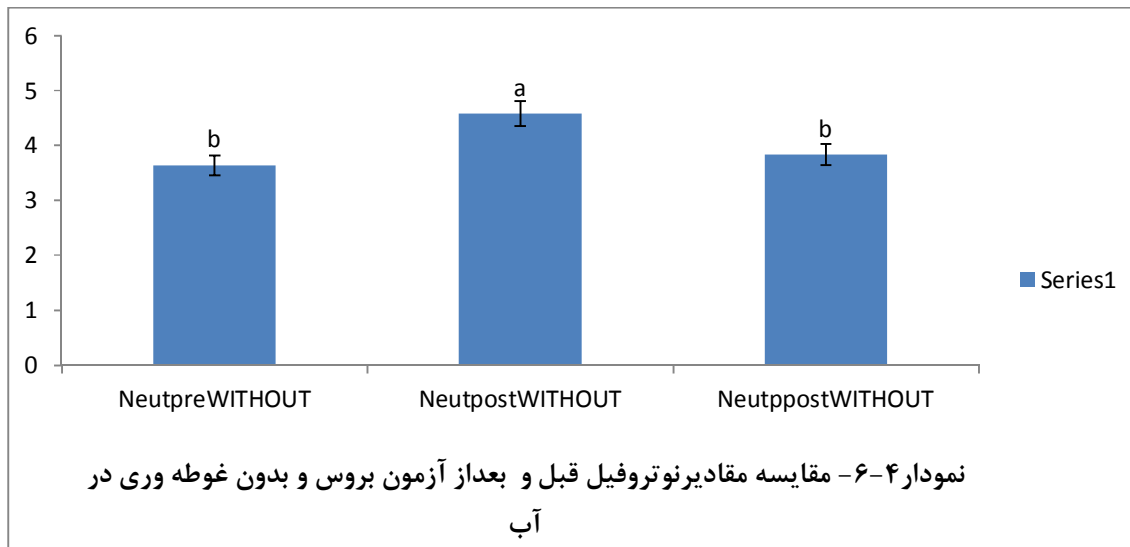 6
5
4
3
2
1
0
b
a
b
NeutpreWITHOUT
NeutpostWITHOUT
NeutppostWITHOUT
Series1
نمودار۴-۶- مقایسه مقادیرنوتروفیل قبل و بعداز آزمون بروس و بدون غوطه وری در
آب